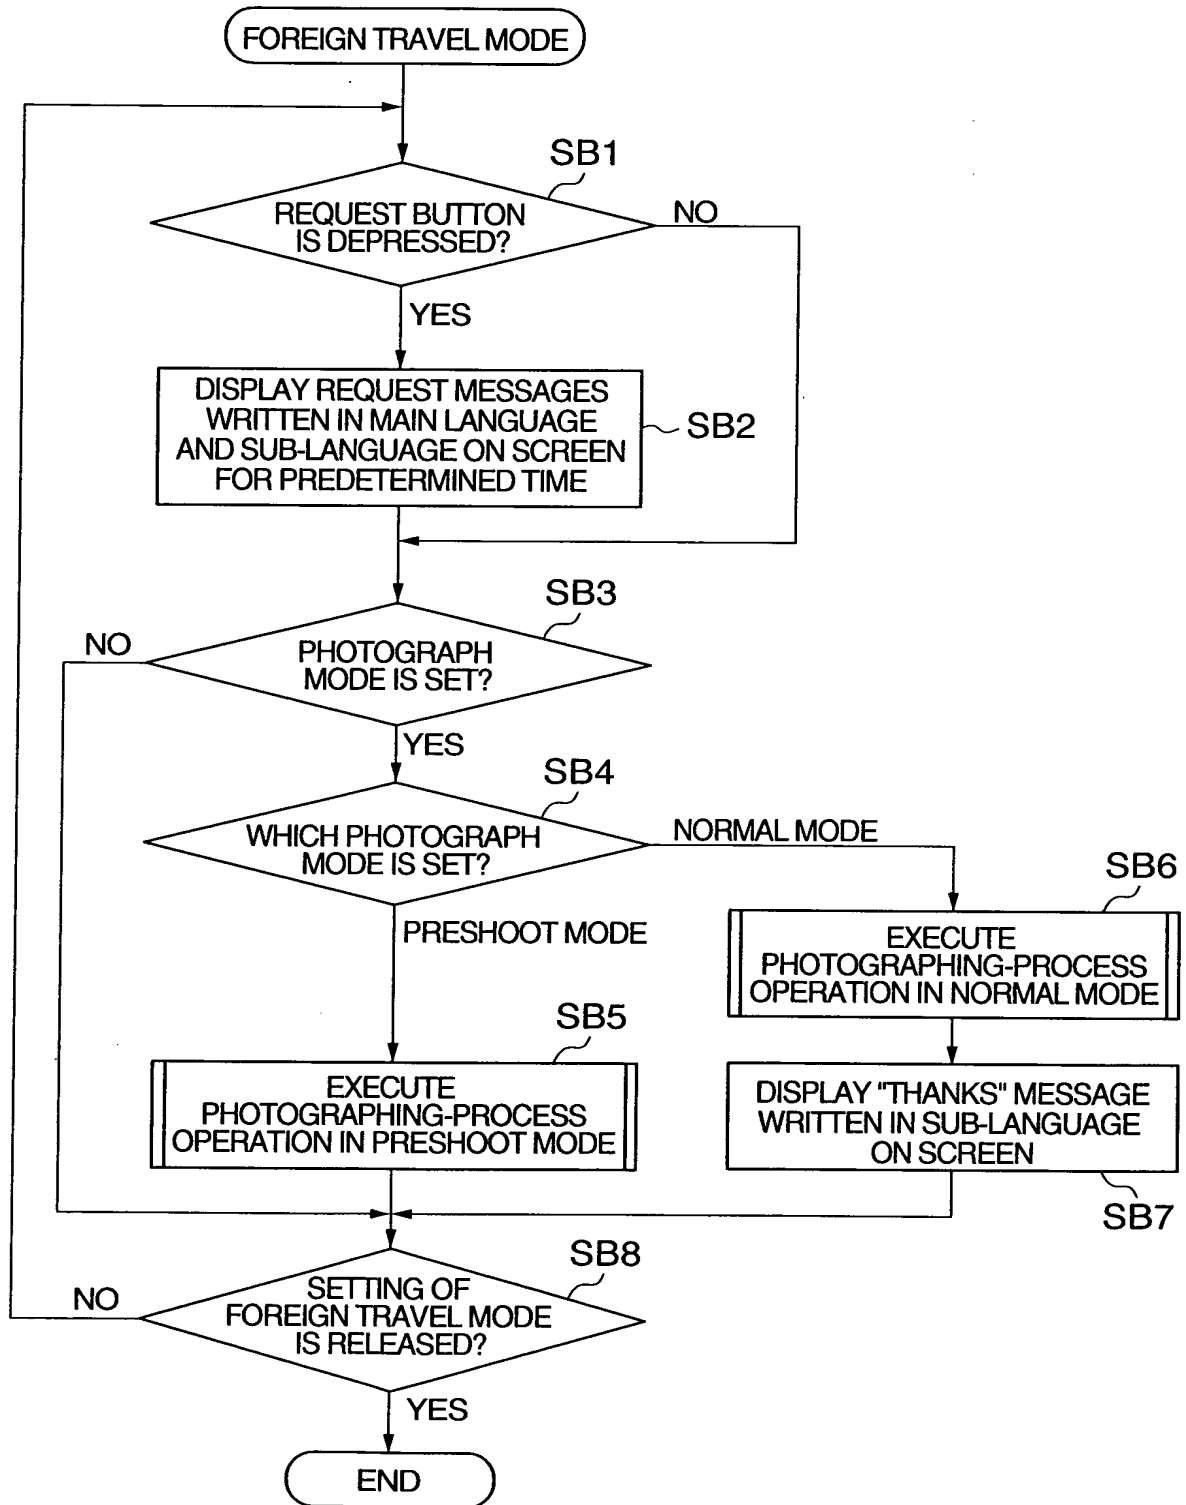 FOREIGN TRAVEL MODE
SB1
REQUEST BUTTON
IS DEPRESSED?
NO
YES
DISPLAY REQUEST MESSAGES
WRITTEN IN MAIN LANGUAGE
AND SUB-LANGUAGE ON SCREEN
FOR PREDETERMINED TIME
SB2
SB3
NO
PHOTOGRAPH
MODE IS SET?
YES
SB4
WHICH PHOTOGRAPH
MODE IS SET?
NORMAL MODE
PRESHOOT MODE
SB6
EXECUTE
PHOTOGRAPHING-PROCESS
OPERATION IN NORMAL MODE
SB5
EXECUTE
PHOTOGRAPHING-PROCESS
OPERATION IN PRESHOOT MODE
DISPLAY "THANKS" MESSAGE
WRITTEN IN SUB-LANGUAGE
ON SCREEN
SB7
SB8
NO
SETTING OF
FOREIGN TRAVEL MODE
IS RELEASED?
YES
END